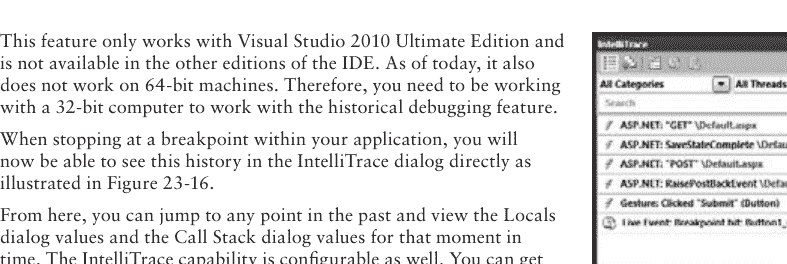 This feature only works with Visual Studio 2010 Ultimate Edition and
is not available in the other editions of the IDE. As of today, it also
does not work on 64-bit machines. Therefore, you need to be working
with a 32-bit computer to work with the historical debugging feature.
When stopping at a breakpoint within your application, you will
now be able to see this history in the IntelliTrace dialog directly as
illustrated in Figure 23-16.
From here, you can jump to any point in the past and view the Locals
dialog values and the Call Stack dialog values for that moment in
time. The IntelliTrace capability is configurable as well. You can get
IntelliTrace
All Categories All Threads
Search
ASP.NET: "GET" \Default.aspx
ASP.NET: SaveStateComplete \Defau
ASP.NET: "POST" \Default.aspx
ASP.NET: RaisePostBackEvent \Defau
Gesture: Clicked "Submit" (Button)
Live Event: Breakpoint hit: Button1_